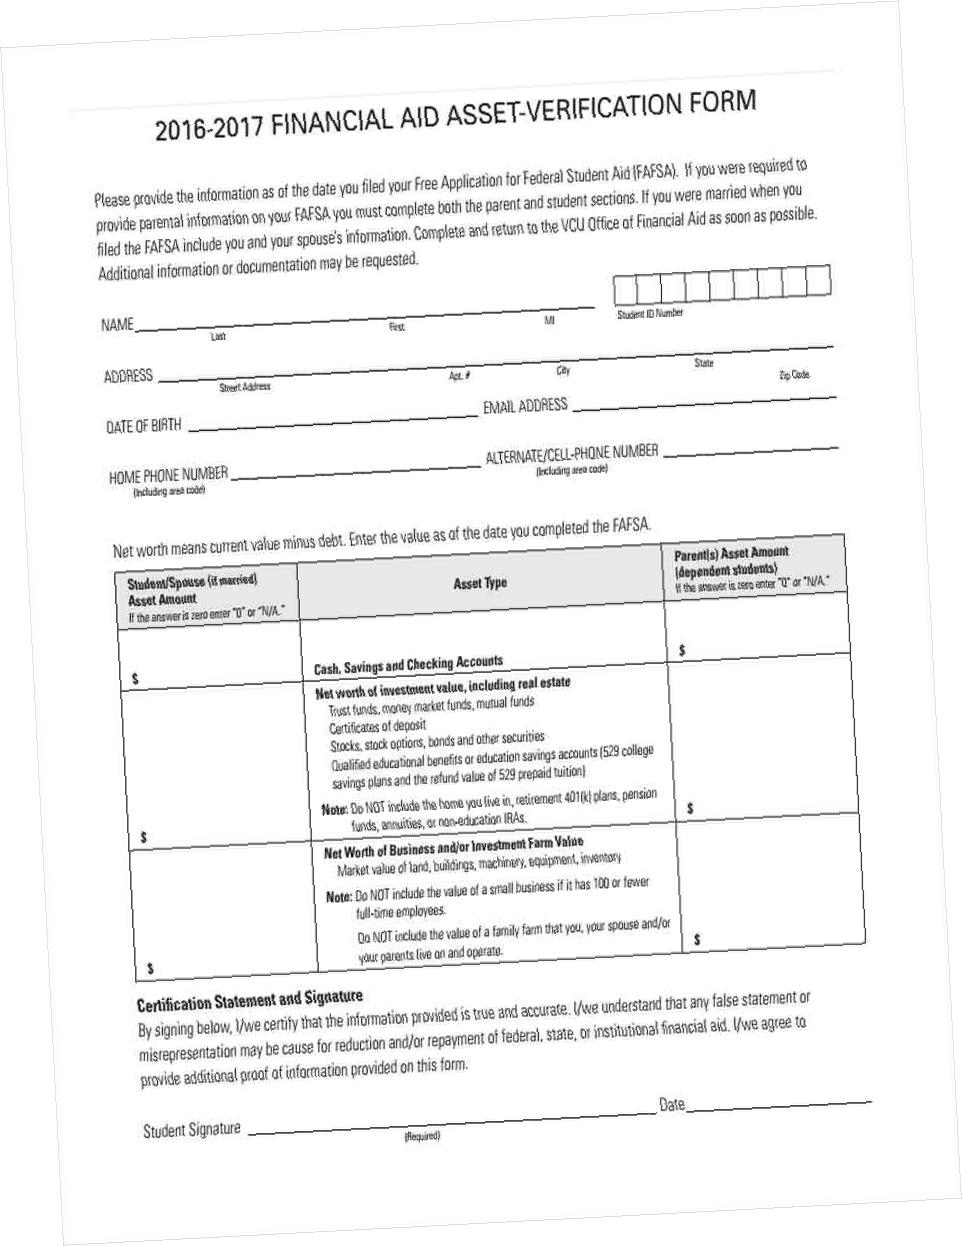 2016-2017 FINANCIAL AID ASSET-VERIFICATION FORM
Please provide the information as of the date you filed your Free Application for Federal Student Aid (FAFSA). If you were required to
provide parental information on your FAFSA you must complete both the parent and student sections. If you were married when you
filed the FAFSA include you and your spouse's information. Complete and return to the VCU Office of Financial Aid as soon as possible.
Additional information or documentation may be requested.
NAME
Last First MI
Student ID Number
ADDRESS
Street Address Apt. # City State Zip Code
DATE OF BIRTH EMAIL ADDRESS
HOME PHONE NUMBER ALTERNATE/CELL-PHONE NUMBER
(Including area code) (Including area code)
Net worth means current value minus debt. Enter the value as of the date you completed the FAFSA.
Student/Spouse (if married)
Asset Amount
If the answer is zero enter "0" or "N/A."
Asset Type
Parent(s) Asset Amount
(dependent students)
If the answer is zero enter "0" or "N/A."
$
Cash, Savings and Checking Accounts
$
Net worth of investment value, including real estate
Trust funds, money market funds, mutual funds
Certificates of deposit
Stocks, stock options, bonds and other securities
Qualified educational benefits or education savings accounts (529 college
savings plans and the refund value of 529 prepaid tuition)
Note: Do NOT include the home you live in, retirement 401(k) plans, pension
funds, annuities, or non-education IRAs.
$
$
Net Worth of Business and/or Investment Farm Value
Market value of land, buildings, machinery, equipment, inventory
Note: Do NOT include the value of a small business if it has 100 or fewer
full-time employees.
Do NOT include the value of a family farm that you, your spouse and/or
your parents live on and operate.
$
$
Certification Statement and Signature
By signing below, I/we certify that the information provided is true and accurate. I/we understand that any false statement or
misrepresentation may be cause for reduction and/or repayment of federal, state, or institutional financial aid. I/we agree to
provide additional proof of information provided on this form.
Student Signature Date
(Required)